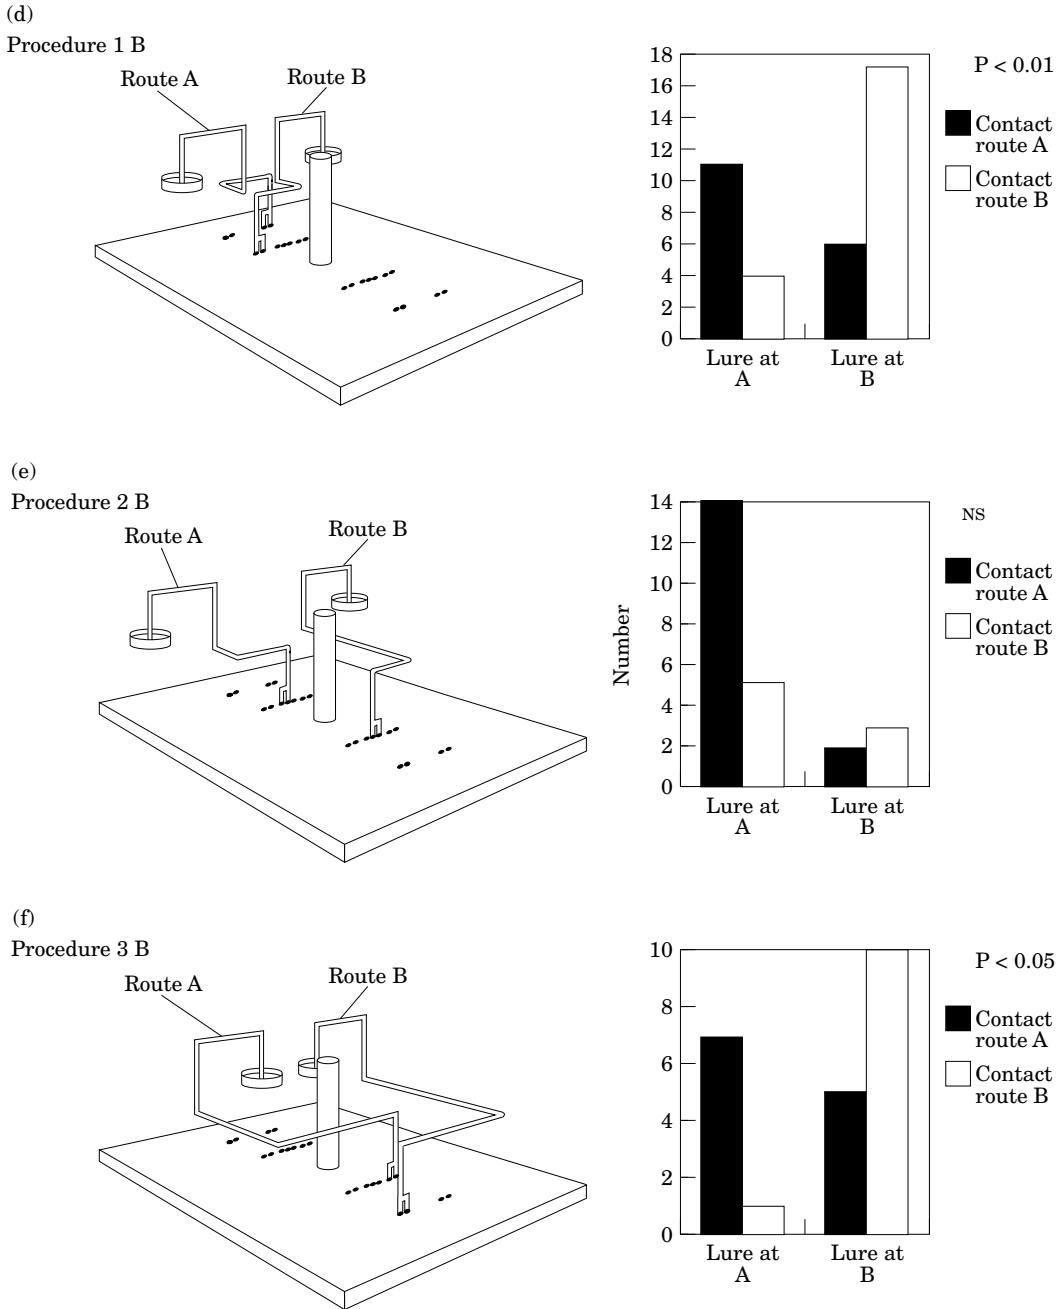 (d)
Procedure 1 B
Route A
Route B
18
16
14
12
10
8
6
4
2
0
Lure at
A
Lure at
B
P < 0.01
Contact
route A
Contact
route B
(e)
Procedure 2 B
Route A
Route B
Number
14
12
10
8
6
4
2
0
Lure at
A
Lure at
B
NS
Contact
route A
Contact
route B
(f)
Procedure 3 B
Route A
Route B
10
8
6
4
2
0
Lure at
A
Lure at
B
P < 0.05
Contact
route A
Contact
route B